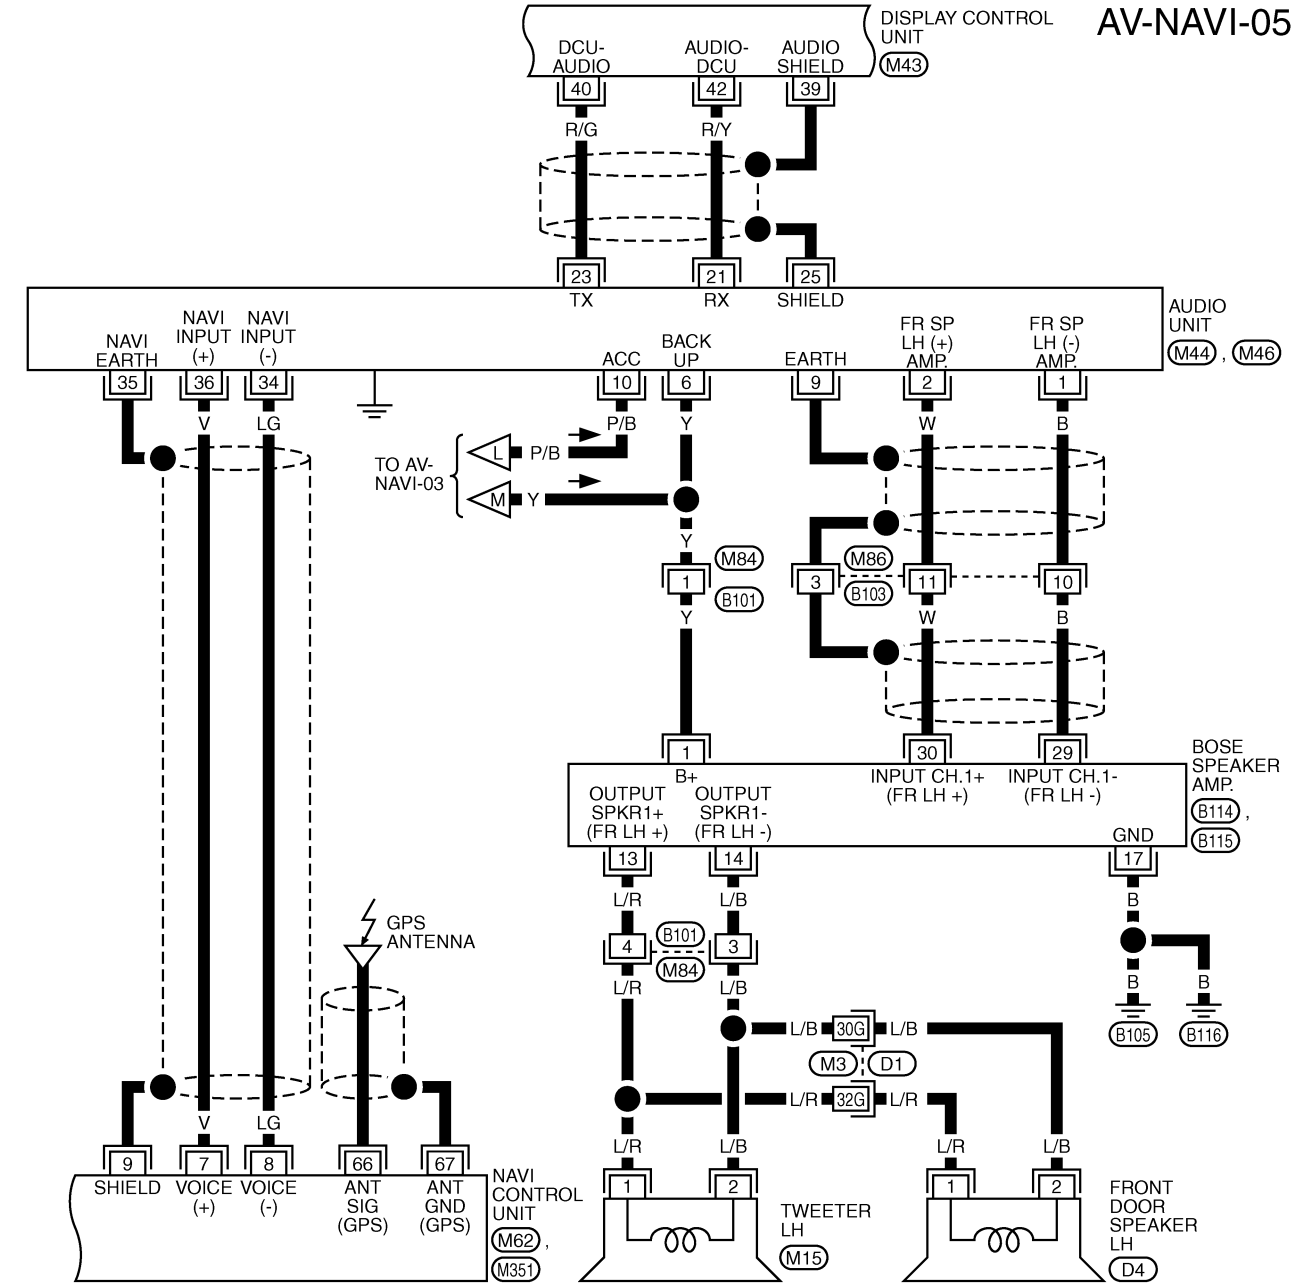 AV-NAVI-05
DISPLAY CONTROL
UNIT
M43
DCU-
AUDIO
AUDIO-
DCU
AUDIO
SHIELD
40
42
39
R/G
R/Y
23
21
25
TX
RX
SHIELD
AUDIO
UNIT
M44 , M46
NAVI
EARTH
NAVI
INPUT
(+)
NAVI
INPUT
(-)
ACC
BACK
UP
EARTH
FR SP
LH (+)
AMP.
FR SP
LH (-)
AMP.
35
36
34
10
6
9
2
1
V
LG
P/B
Y
W
B
TO AV-
NAVI-03
L
P/B
M
Y
Y
M84
1
B101
Y
M86
3
B103
11
10
W
B
1
30
29
B+
INPUT CH.1+
(FR LH +)
INPUT CH.1-
(FR LH -)
BOSE
SPEAKER
AMP.
B114 ,
B115
OUTPUT
SPKR1+
(FR LH +)
OUTPUT
SPKR1-
(FR LH -)
GND
13
14
17
L/R
L/B
B
GPS
ANTENNA
4
B101
3
M84
L/R
L/B
B
B
B105
B116
L/B
30G
L/B
M3
D1
L/R
32G
L/R
V
LG
L/R
L/B
L/R
L/B
9
7
8
66
67
SHIELD
VOICE
(+)
VOICE
(-)
ANT
SIG
(GPS)
ANT
GND
(GPS)
NAVI
CONTROL
UNIT
M62 ,
M351
1
2
TWEETER
LH
M15
1
2
FRONT
DOOR
SPEAKER
LH
D4